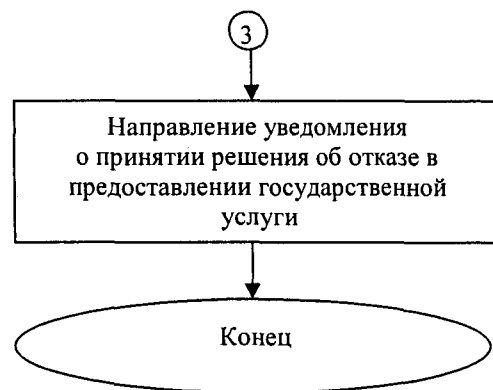 3
Направление уведомления
о принятии решения об отказе в
предоставлении государственной
услуги
Конец